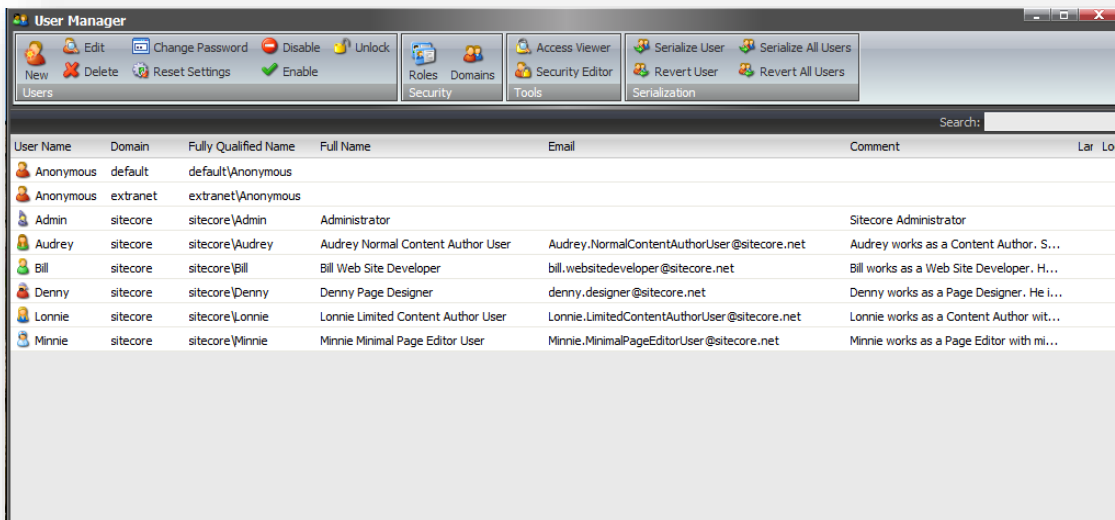 User Manager
New Edit Change Password Disable Unlock
Delete Reset Settings Enable
Users
Roles Domains
Security
Access Viewer
Security Editor
Tools
Serialize User Serialize All Users
Revert User Revert All Users
Serialization
Search:
User Name Domain Fully Qualified Name Full Name Email Comment Lar Lo
Anonymous default default\Anonymous
Anonymous extranet extranet\Anonymous
Admin sitecore sitecore\Admin Administrator Sitecore Administrator
Audrey sitecore sitecore\Audrey Audrey Normal Content Author User Audrey.NormalContentAuthorUser@sitecore.net Audrey works as a Content Author. S...
Bill sitecore sitecore\Bill Bill Web Site Developer bill.websitedeveloper@sitecore.net Bill works as a Web Site Developer. H...
Denny sitecore sitecore\Denny Denny Page Designer denny.designer@sitecore.net Denny works as a Page Designer. He i...
Lonnie sitecore sitecore\Lonnie Lonnie Limited Content Author User Lonnie.LimitedContentAuthorUser@sitecore.net Lonnie works as a Content Author wit...
Minnie sitecore sitecore\Minnie Minnie Minimal Page Editor User Minnie.MinimalPageEditorUser@sitecore.net Minnie works as a Page Editor with mi...